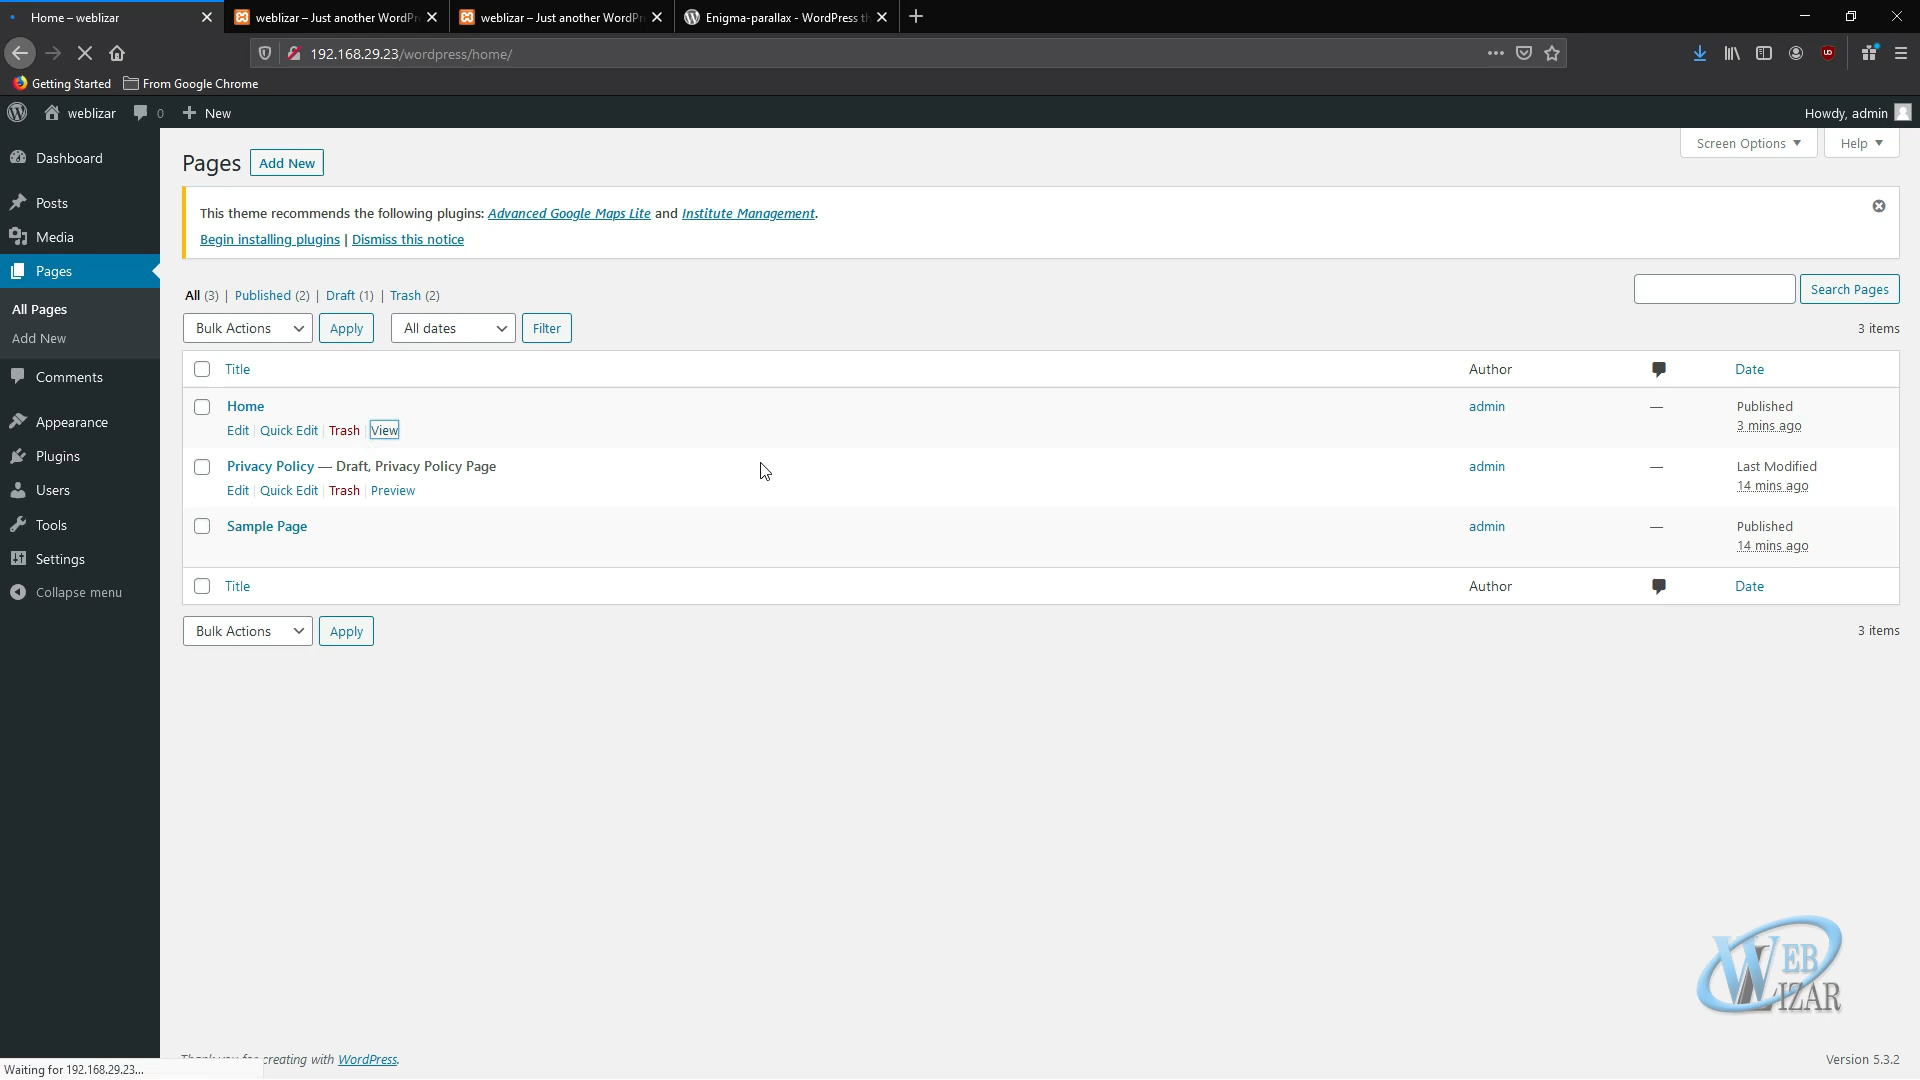 Home – weblizar
weblizar – Just another WordPr
weblizar – Just another WordPr
Enigma-parallax - WordPress th
192.168.29.23/wordpress/home/
Getting Started
From Google Chrome
weblizar
0
New
Howdy, admin
Dashboard
Posts
Media
Pages
All Pages
Add New
Comments
Appearance
Plugins
Users
Tools
Settings
Collapse menu
Screen Options
Help
Pages
Add New
This theme recommends the following plugins: Advanced Google Maps Lite and Institute Management.
Begin installing plugins | Dismiss this notice
All (3) | Published (2) | Draft (1) | Trash (2)
Search Pages
Bulk Actions
Apply
All dates
Filter
3 items
Title
Author
Date
Home
admin
—
Published
Edit | Quick Edit | Trash | View
3 mins ago
Privacy Policy — Draft, Privacy Policy Page
admin
—
Last Modified
Edit | Quick Edit | Trash | Preview
14 mins ago
Sample Page
admin
—
Published
14 mins ago
Title
Author
Date
Bulk Actions
Apply
3 items
WEB
WIZAR
creating with WordPress.
Version 5.3.2
Waiting for 192.168.29.23...